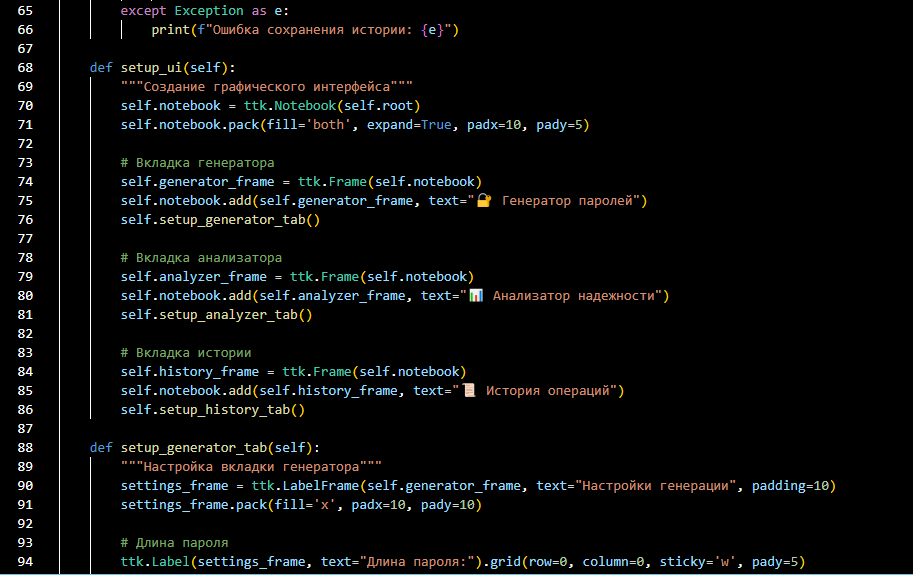 65 except Exception as e:
66 print(f"Ошибка сохранения истории: {e}")
67
68 def setup_ui(self):
69 """Создание графического интерфейса"""
70 self.notebook = ttk.Notebook(self.root)
71 self.notebook.pack(fill='both', expand=True, padx=10, pady=5)
72
73 # Вкладка генератора
74 self.generator_frame = ttk.Frame(self.notebook)
75 self.notebook.add(self.generator_frame, text="🔐 Генератор паролей")
76 self.setup_generator_tab()
77
78 # Вкладка анализатора
79 self.analyzer_frame = ttk.Frame(self.notebook)
80 self.notebook.add(self.analyzer_frame, text="📊 Анализатор надежности")
81 self.setup_analyzer_tab()
82
83 # Вкладка истории
84 self.history_frame = ttk.Frame(self.notebook)
85 self.notebook.add(self.history_frame, text="📜 История операций")
86 self.setup_history_tab()
87
88 def setup_generator_tab(self):
89 """Настройка вкладки генератора"""
90 settings_frame = ttk.LabelFrame(self.generator_frame, text="Настройки генерации", padding=10)
91 settings_frame.pack(fill='x', padx=10, pady=10)
92
93 # Длина пароля
94 ttk.Label(settings_frame, text="Длина пароля:").grid(row=0, column=0, sticky='w', pady=5)